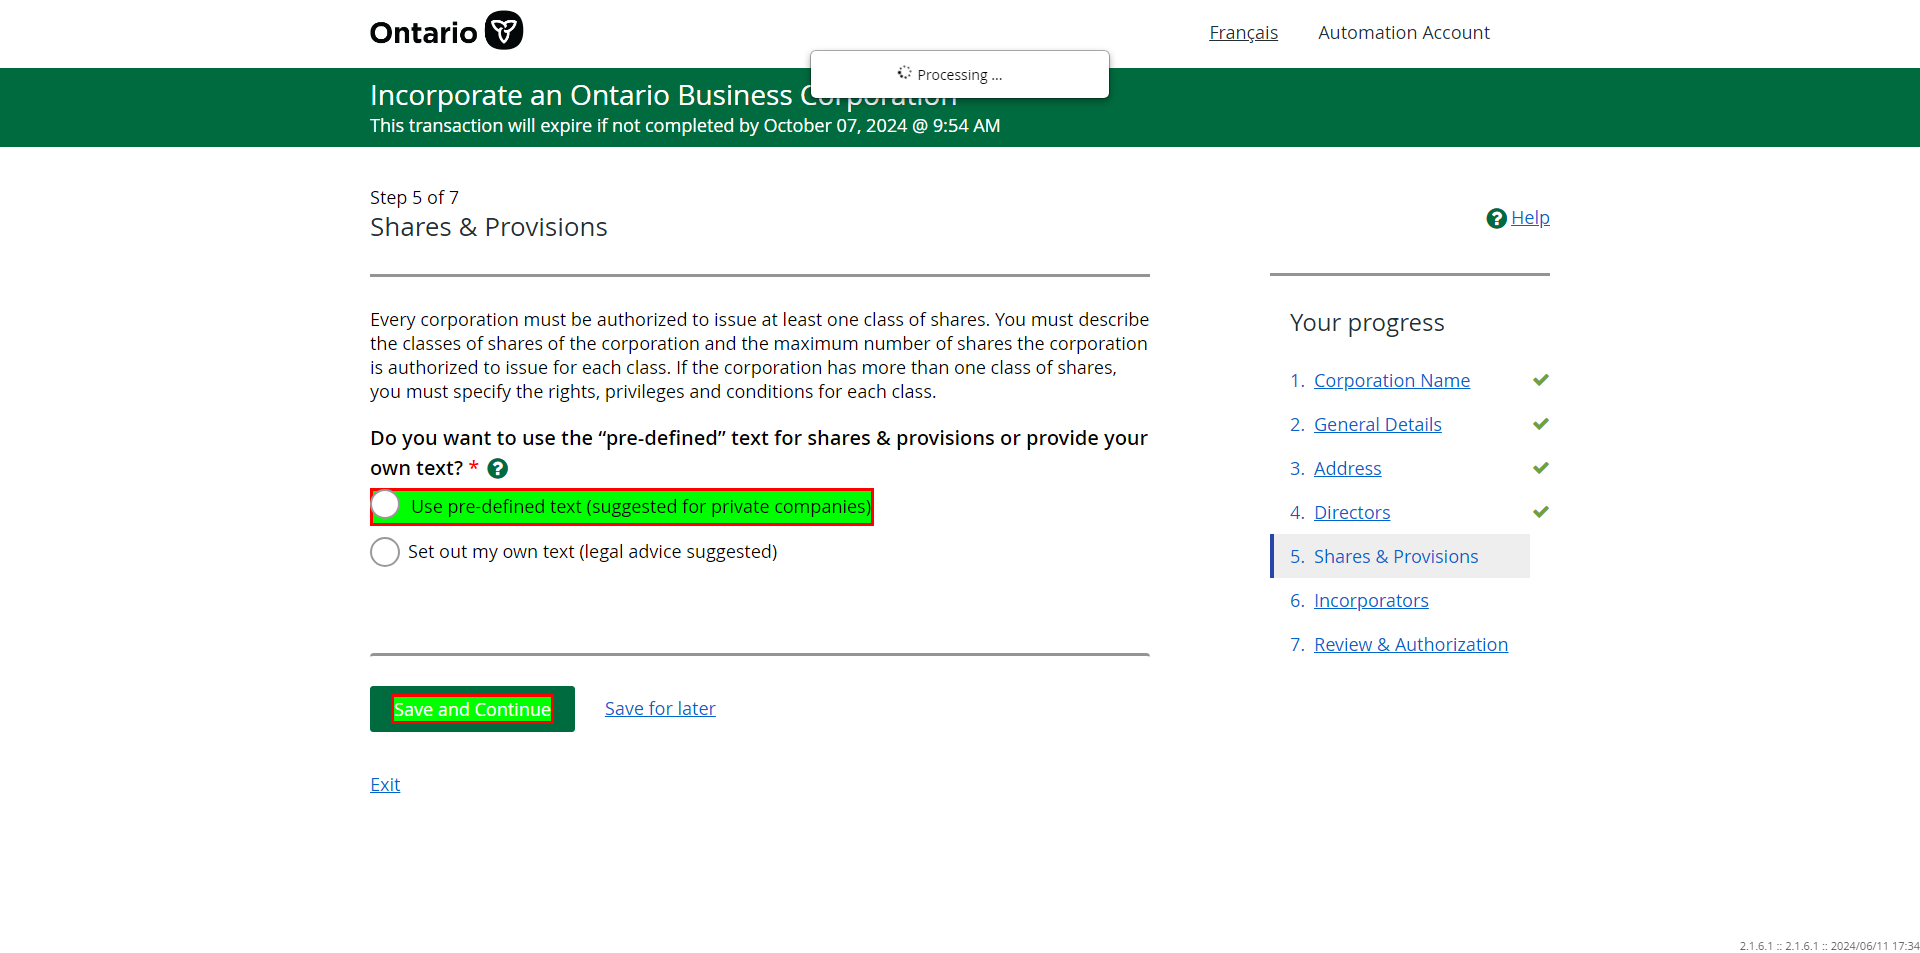 Ontario
Français
Automation Account
Processing ...
Incorporate an Ontario Business Corporation
This transaction will expire if not completed by October 07, 2024 @ 9:54 AM
Step 5 of 7
Shares & Provisions
Help
Every corporation must be authorized to issue at least one class of shares. You must describe
the classes of shares of the corporation and the maximum number of shares the corporation
is authorized to issue for each class. If the corporation has more than one class of shares,
you must specify the rights, privileges and conditions for each class.
Do you want to use the “pre-defined” text for shares & provisions or provide your
own text? *
Use pre-defined text (suggested for private companies)
Set out my own text (legal advice suggested)
Save and Continue
Save for later
Exit
Your progress
1. Corporation Name
2. General Details
3. Address
4. Directors
5. Shares & Provisions
6. Incorporators
7. Review & Authorization
2.1.6.1 :: 2.1.6.1 :: 2024/06/11 17:34